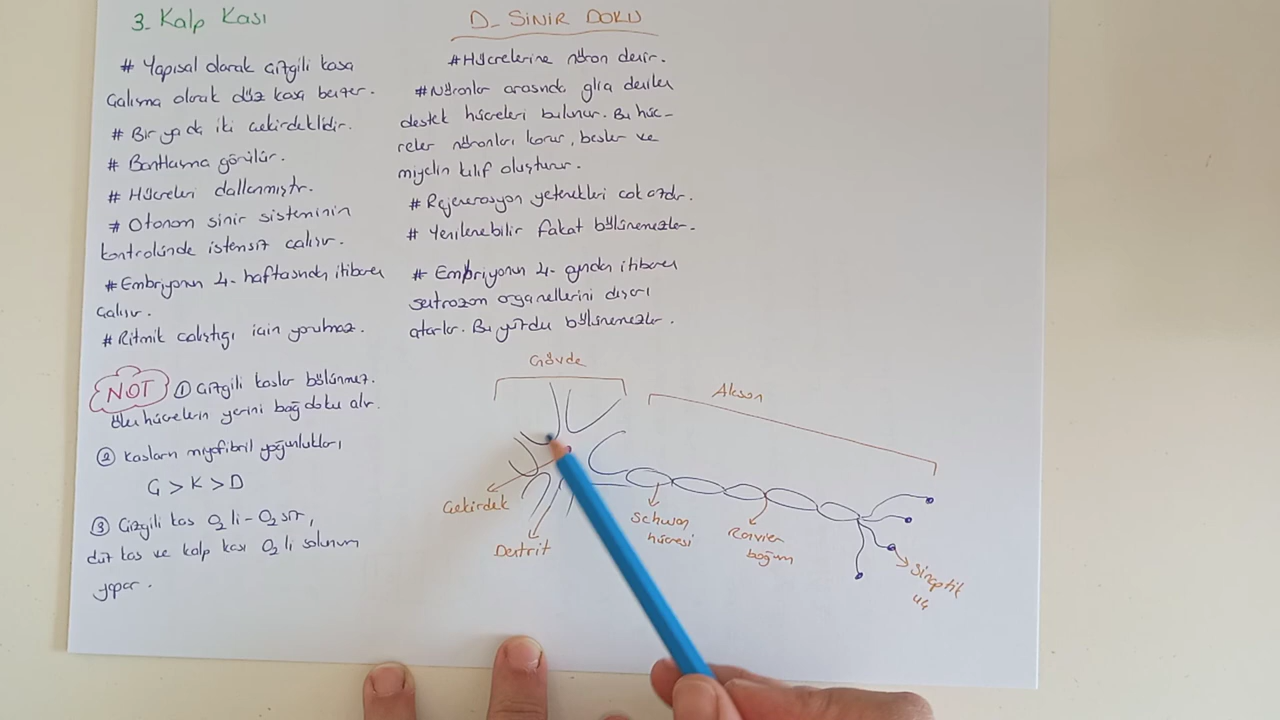 3- Kalp Kası
# Yapısal olarak çizgili kasa
çalışma olarak düz kasa benzer.
# Bir ya da iki çekirdeklidir.
# Bantlaşma görülür.
# Hücreleri dallanmıştır.
# Otonom sinir sisteminin
kontrolünde istemsiz çalışır.
# Embriyonun 4. haftasından itibaren
çalışır.
# Ritmik çalıştığı için yorulmaz.
NOT ① Çizgili kaslar bölünmez.
Ölen hücrelerin yerini bağ doku alır.
② Kasların miyofibril yoğunlukları,
Ç > K > D
③ Çizgili kas O2 li - O2 siz,
düz kas ve kalp kası O2 li solunum
yapar.
D- SİNİR DOKU
# Hücrelerine nöron denir.
# Nöronlar arasında glia denilen
destek hücreleri bulunur. Bu hüc-
reler nöronları korur, besler ve
miyelin kılıf oluşturur.
# Rejenerasyon yetenekleri çok azdır.
# Yenilenebilir fakat bölünemezler.
# Embriyonun 4. ayından itibaren
sentrozom organellerini dışarı
atarlar. Bu yüzden bölünemezler.
Gövde
Akson
Çekirdek
Dentrit
Schwan
hücresi
Ranvier
boğum
Sinaptik
uç